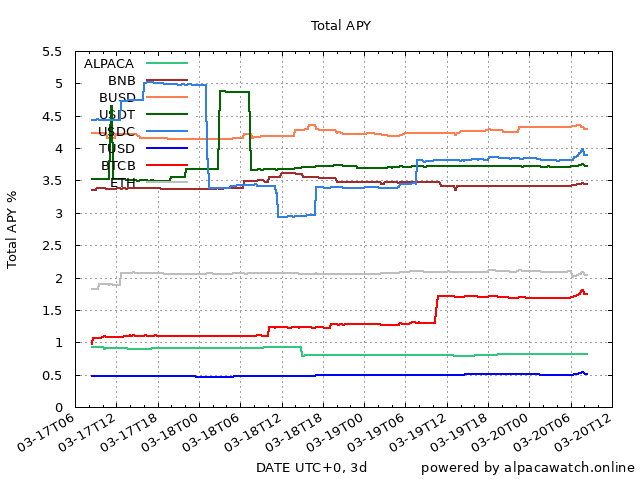 Total APY
Total APY %
5.5
5
4.5
4
3.5
3
2.5
2
1.5
1
0.5
0
ALPACA
BNB
BUSD
USDT
USDC
TUSD
BTCB
ETH
03-17T06
03-17T12
03-17T18
03-18T00
03-18T06
03-18T12
03-18T18
03-19T00
03-19T06
03-19T12
03-19T18
03-20T00
03-20T06
03-20T12
DATE UTC+0, 3d
powered by alpacawatch.online